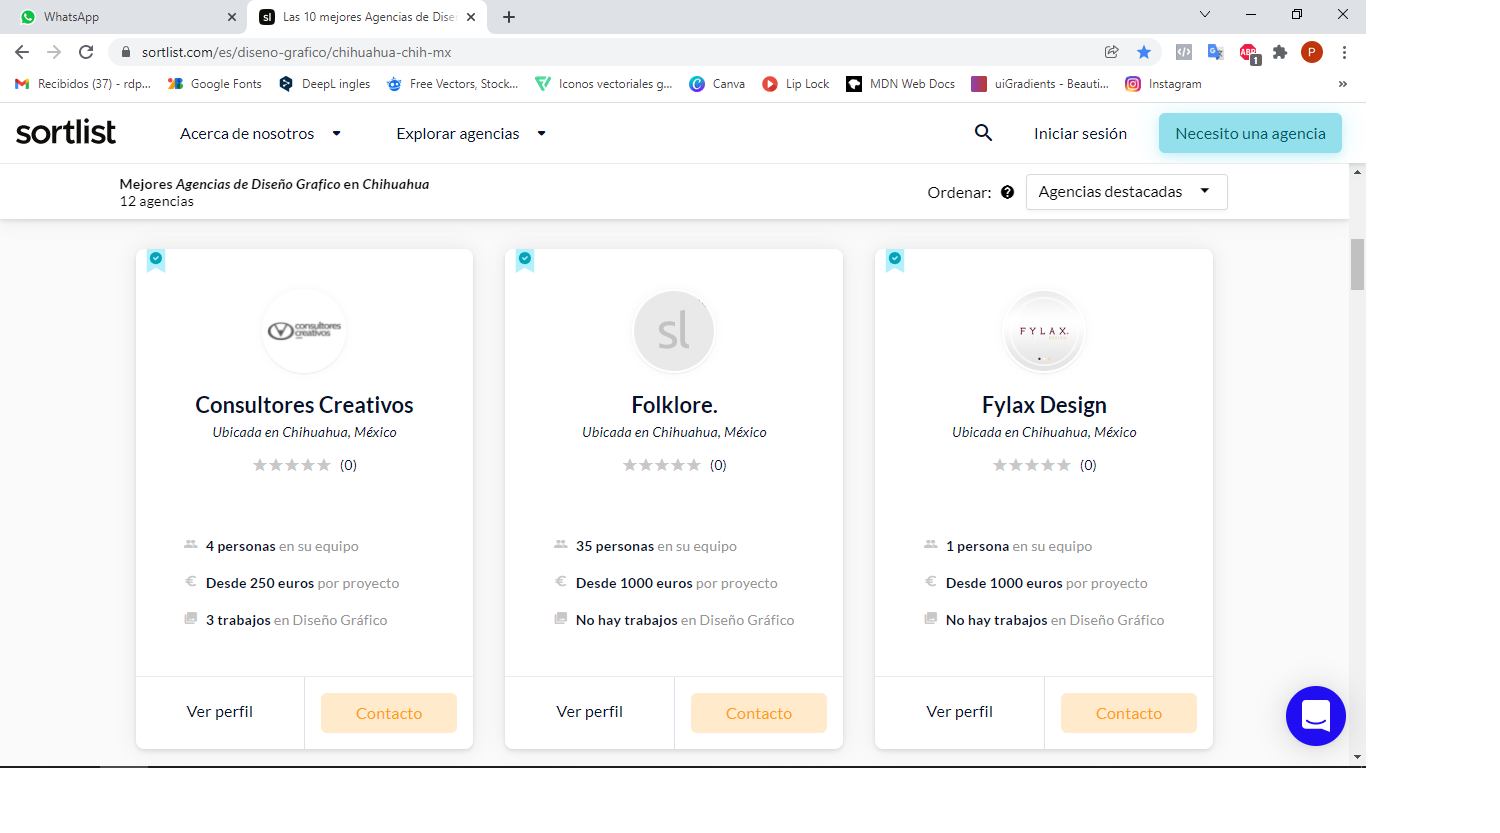 WhatsApp
Las 10 mejores Agencias de Dise
sortlist.com/es/diseno-grafico/chihuahua-chih-mx
ABP
1
P
Recibidos (37) - rdp...
Google Fonts
DeepL ingles
Free Vectors, Stock...
Iconos vectoriales g...
Canva
Lip Lock
MDN Web Docs
uiGradients - Beauti...
Instagram
»
sortlist
Acerca de nosotros
Explorar agencias
Iniciar sesión
Necesito una agencia
Mejores Agencias de Diseño Grafico en Chihuahua
12 agencias
Ordenar:
Agencias destacadas
consultores
creativos
Consultores Creativos
Ubicada en Chihuahua, México
(0)
4 personas en su equipo
Desde 250 euros por proyecto
3 trabajos en Diseño Gráfico
Ver perfil
Contacto
sl
Folklore.
Ubicada en Chihuahua, México
(0)
35 personas en su equipo
Desde 1000 euros por proyecto
No hay trabajos en Diseño Gráfico
Ver perfil
Contacto
FYLAX.
Fylax Design
Ubicada en Chihuahua, México
(0)
1 persona en su equipo
Desde 1000 euros por proyecto
No hay trabajos en Diseño Gráfico
Ver perfil
Contacto